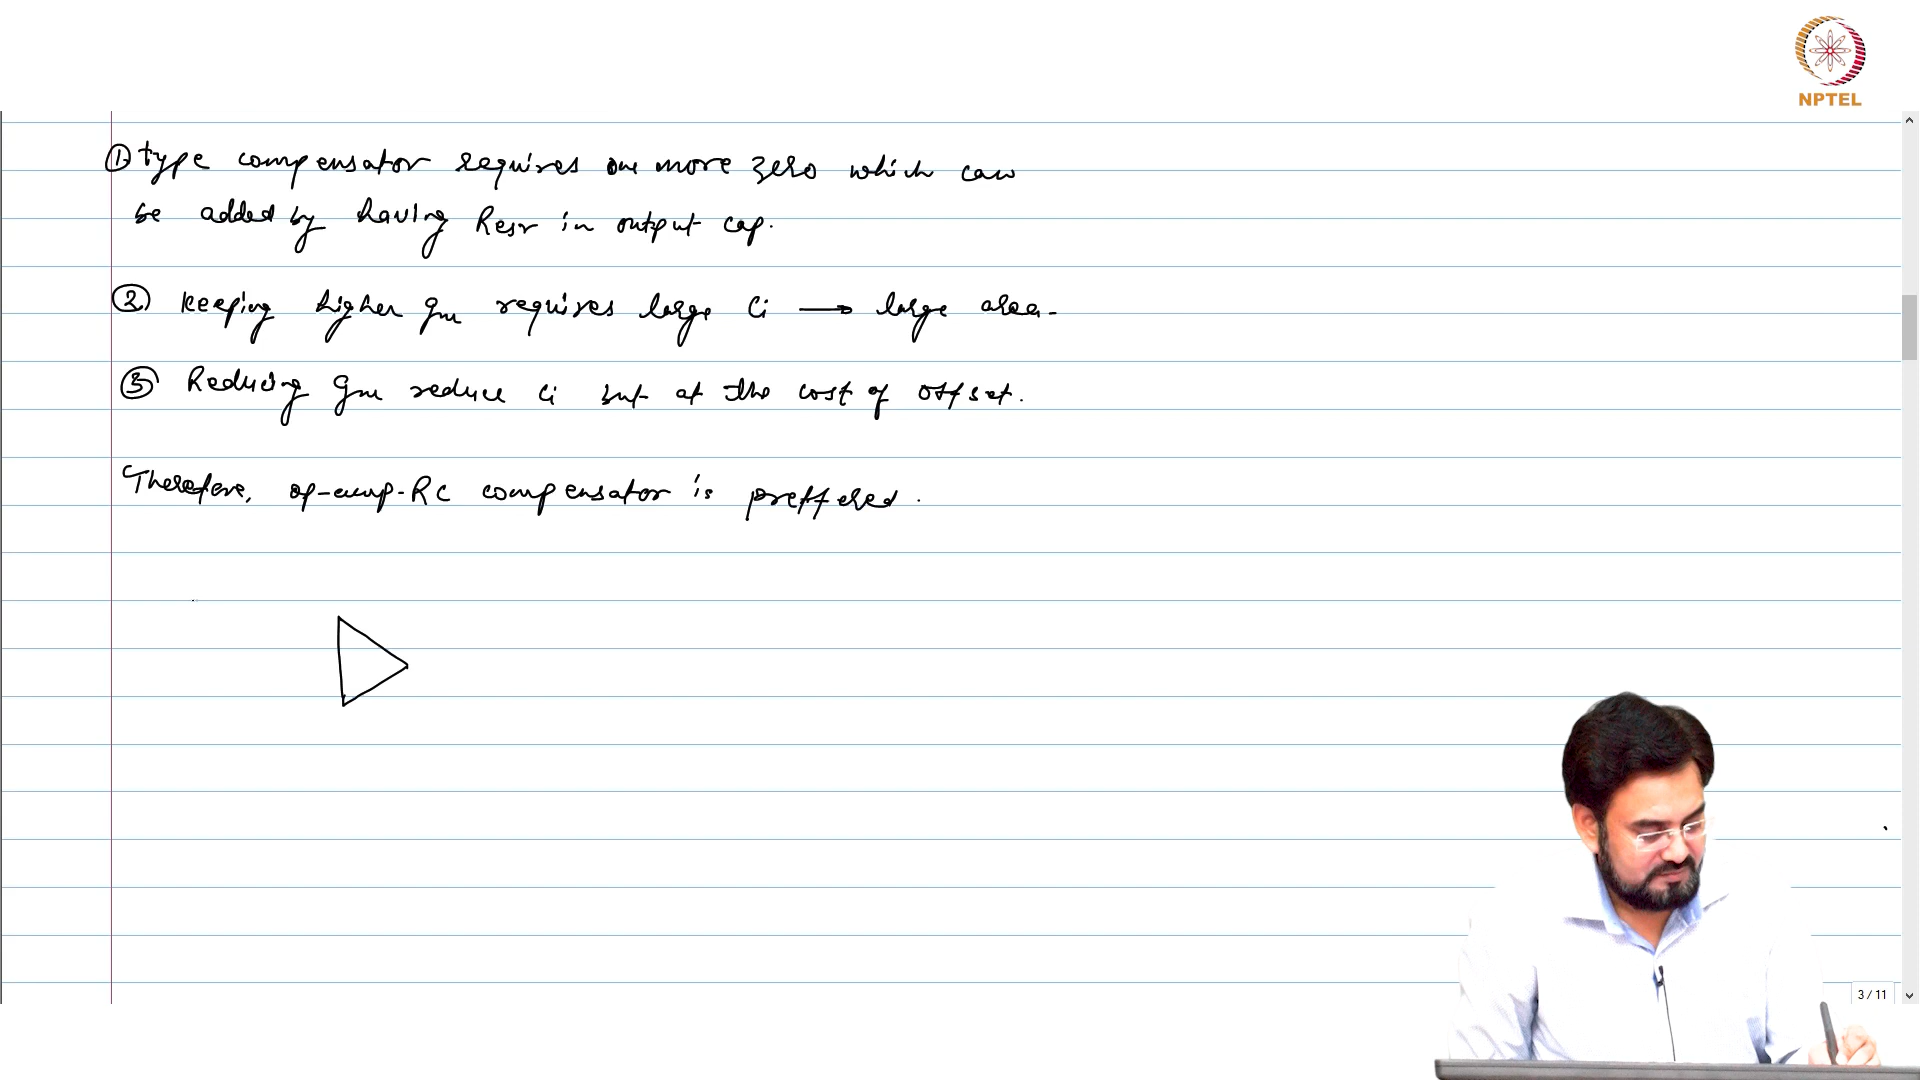 NPTEL
① type compensator requires one more zero which can
be added by having Resr in output cap.
② keeping higher gm requires large Ci → large area.
③ Reducing gm reduce Ci but at the cost of offset.
Therefore, op-amp-RC compensator is preffered.
3 / 11